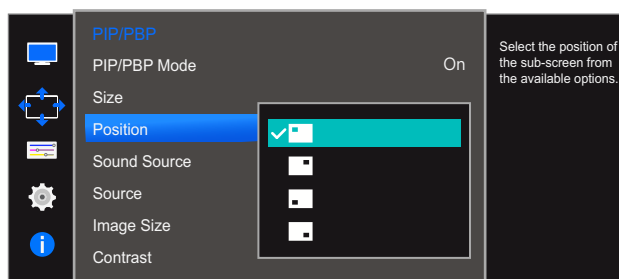 PIP/PBP
PIP/PBP Mode
On
Size
Position
Sound Source
Source
Image Size
Contrast
Select the position of
the sub-screen from
the available options.